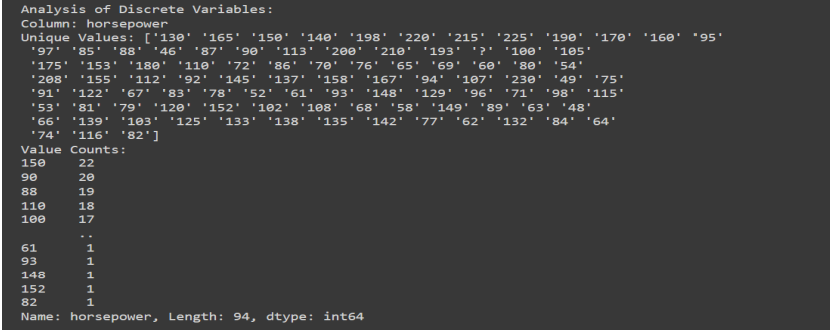 Analysis of Discrete Variables:
Column: horsepower
Unique Values: ['130' '165' '150' '140' '198' '220' '215' '225' '190' '170' '160' '95'
'97' '85' '88' '46' '87' '90' '113' '200' '210' '193' '?' '100' '105'
'175' '153' '180' '110' '72' '86' '70' '76' '65' '69' '60' '80' '54'
'208' '155' '112' '92' '145' '137' '158' '167' '94' '107' '230' '49' '75'
'91' '122' '67' '83' '78' '52' '61' '93' '148' '129' '96' '71' '98' '115'
'53' '81' '79' '120' '152' '102' '108' '68' '58' '149' '89' '63' '48'
'66' '139' '103' '125' '133' '138' '135' '142' '77' '62' '132' '84' '64'
'74' '116' '82']
Value Counts:
150 22
90 20
88 19
110 18
100 17
..
61 1
93 1
148 1
152 1
82 1
Name: horsepower, Length: 94, dtype: int64